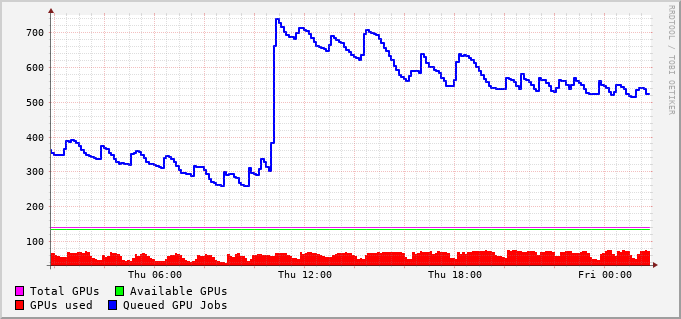 700
600
500
400
300
200
100
Thu 06:00 Thu 12:00 Thu 18:00 Fri 00:00
Total GPUs Available GPUs
GPUs used Queued GPU Jobs
RRDTOOL / TOBI OETIKER